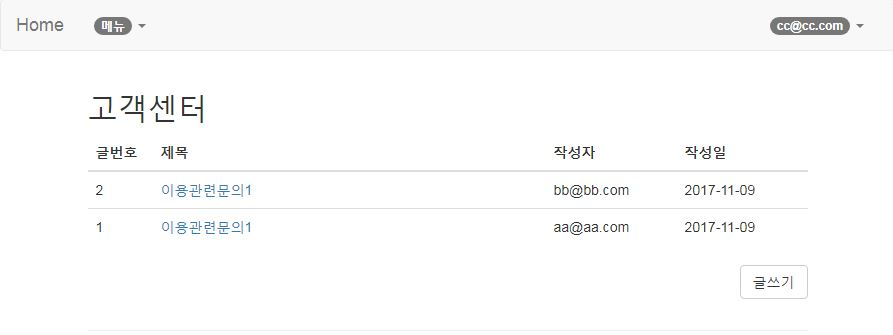 Home 메뉴 cc@cc.com
고객센터
글번호 제목 작성자 작성일
2 이용관련문의1 bb@bb.com 2017-11-09
1 이용관련문의1 aa@aa.com 2017-11-09
글쓰기